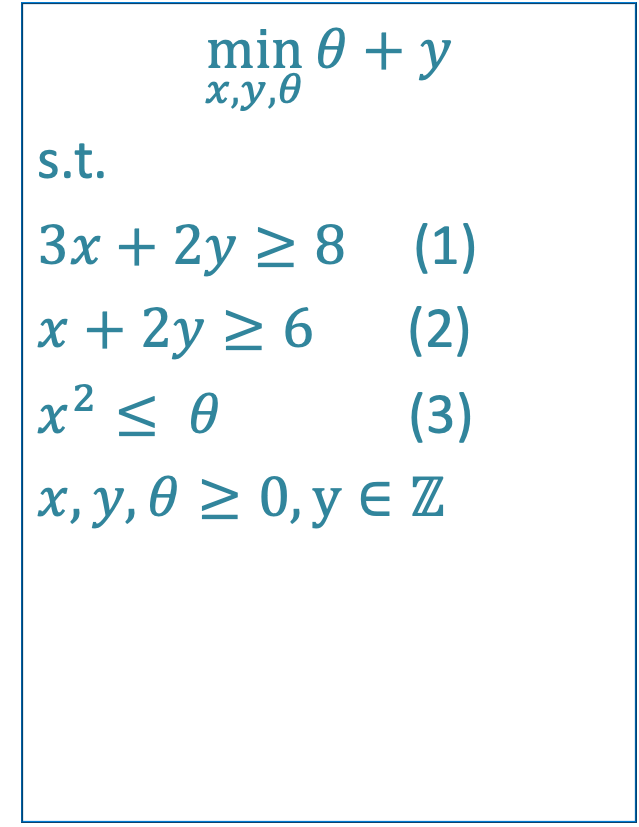 min θ + y
x,y,θ
s.t.
3x + 2y ≥ 8 (1)
x + 2y ≥ 6 (2)
x² ≤ θ (3)
x, y, θ ≥ 0, y ∈ ℤ